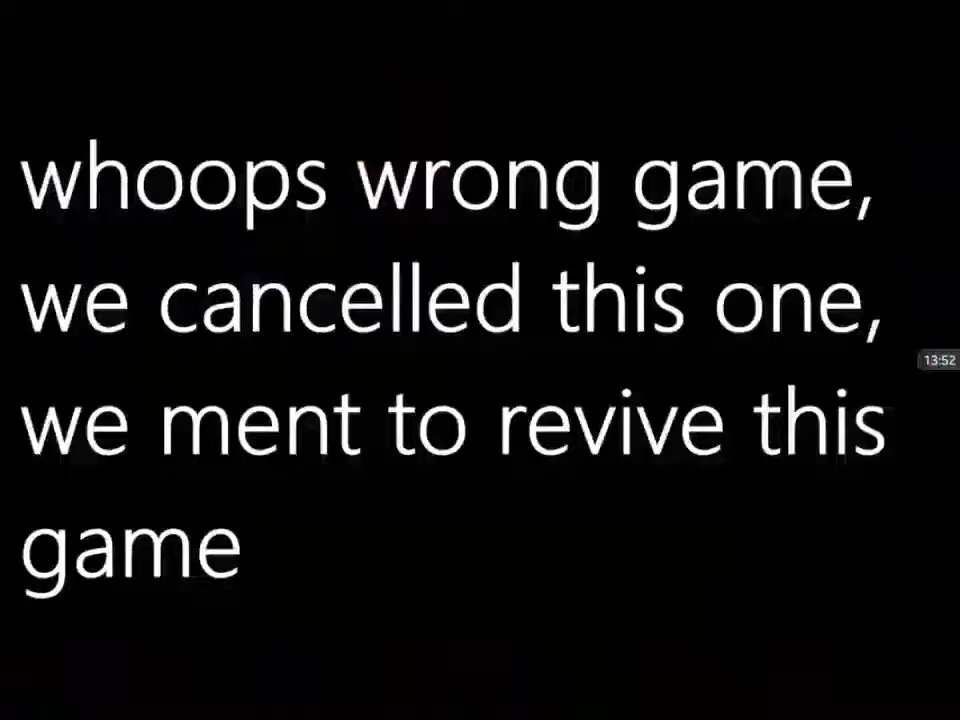 whoops wrong game,
we cancelled this one,
13:52
we ment to revive this
game